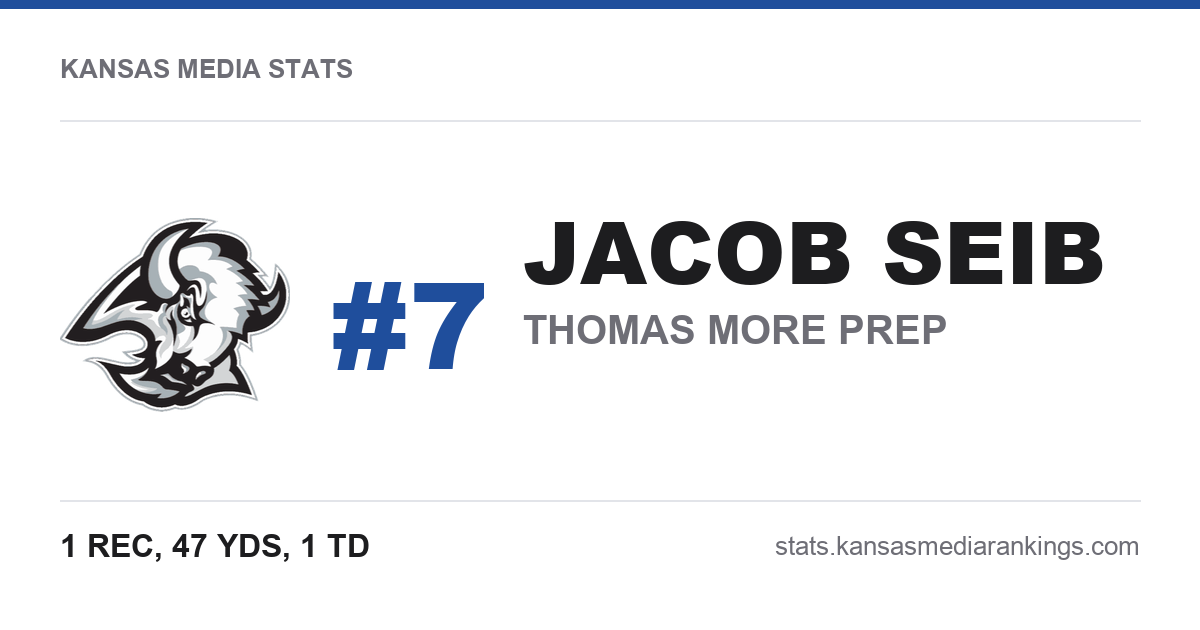 KANSAS MEDIA STATS
#7
JACOB SEIB
THOMAS MORE PREP
1 REC, 47 YDS, 1 TD
stats.kansasmediarankings.com